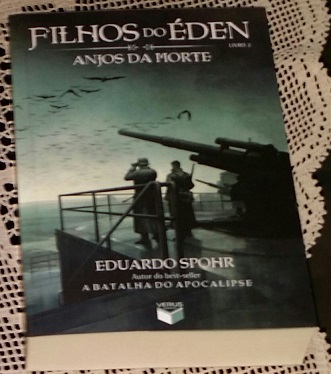 FILHOS DO ÉDEN
LIVRO 2
ANJOS DA MORTE
EDUARDO SPOHR
Autor do best-seller
A BATALHA DO APOCALIPSE
VERUS